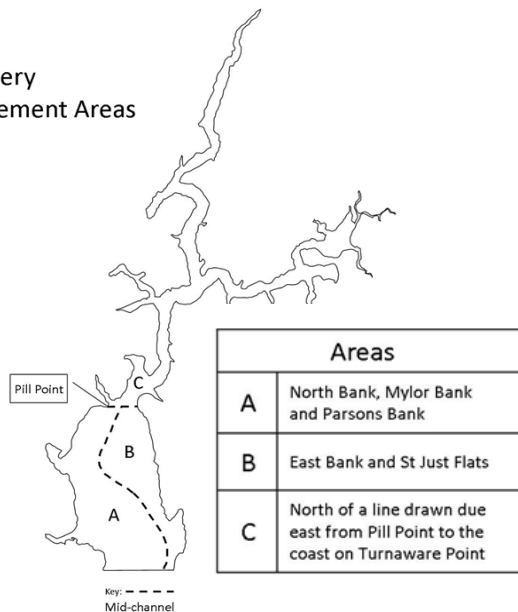 ery
ement Areas
C
Pill Point
B
A
Areas
A
North Bank, Mylor Bank
and Parsons Bank
B
East Bank and St Just Flats
C
North of a line drawn due
east from Pill Point to the
coast on Turnaware Point
Key:
Mid-channel